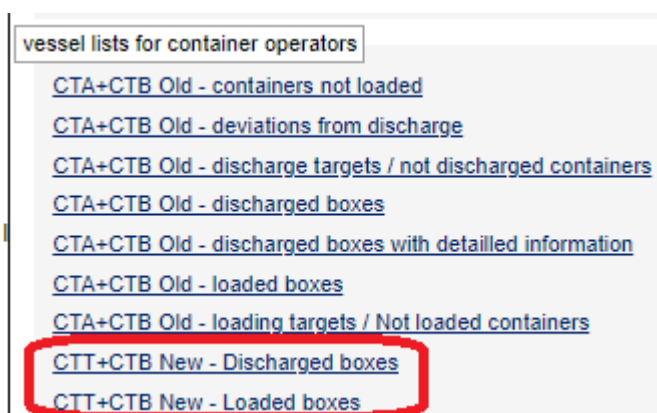 vessel lists for container operators
CTA+CTB Old - containers not loaded
CTA+CTB Old - deviations from discharge
CTA+CTB Old - discharge targets / not discharged containers
CTA+CTB Old - discharged boxes
CTA+CTB Old - discharged boxes with detailled information
CTA+CTB Old - loaded boxes
CTA+CTB Old - loading targets / Not loaded containers
CTT+CTB New - Discharged boxes
CTT+CTB New - Loaded boxes